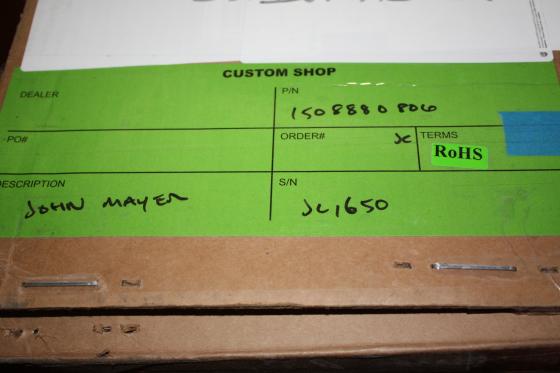 CUSTOM SHOP
DEALER
P/N
1508880806
PO#
ORDER#
JC
TERMS
RoHS
DESCRIPTION
JOHN MAYER
S/N
JC1650